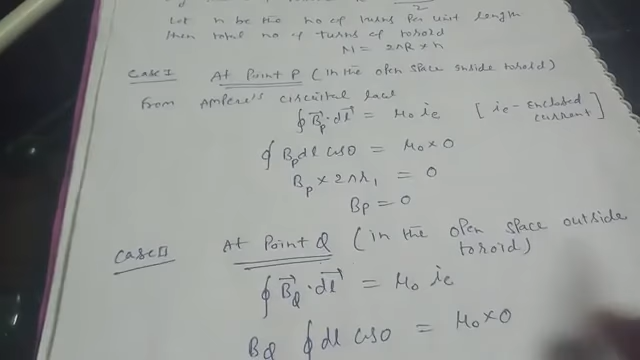 2
Let n be the no of turns per unit length
then total no of turns of toroid
N = 2πR × n
Case I At Point P (in the open space inside toroid)
From Ampere's circuital law
∮ B⃗p · dl⃗ = μ₀ ie [ie - Enclosed current]
∮ Bp dl cos0 = μ₀ × 0
Bp × 2πr₁ = 0
Bp = 0
Case II At Point Q (in the open space outside toroid)
∮ B⃗Q · dl⃗ = μ₀ ie
BQ ∮ dl cos0 = μ₀ × 0